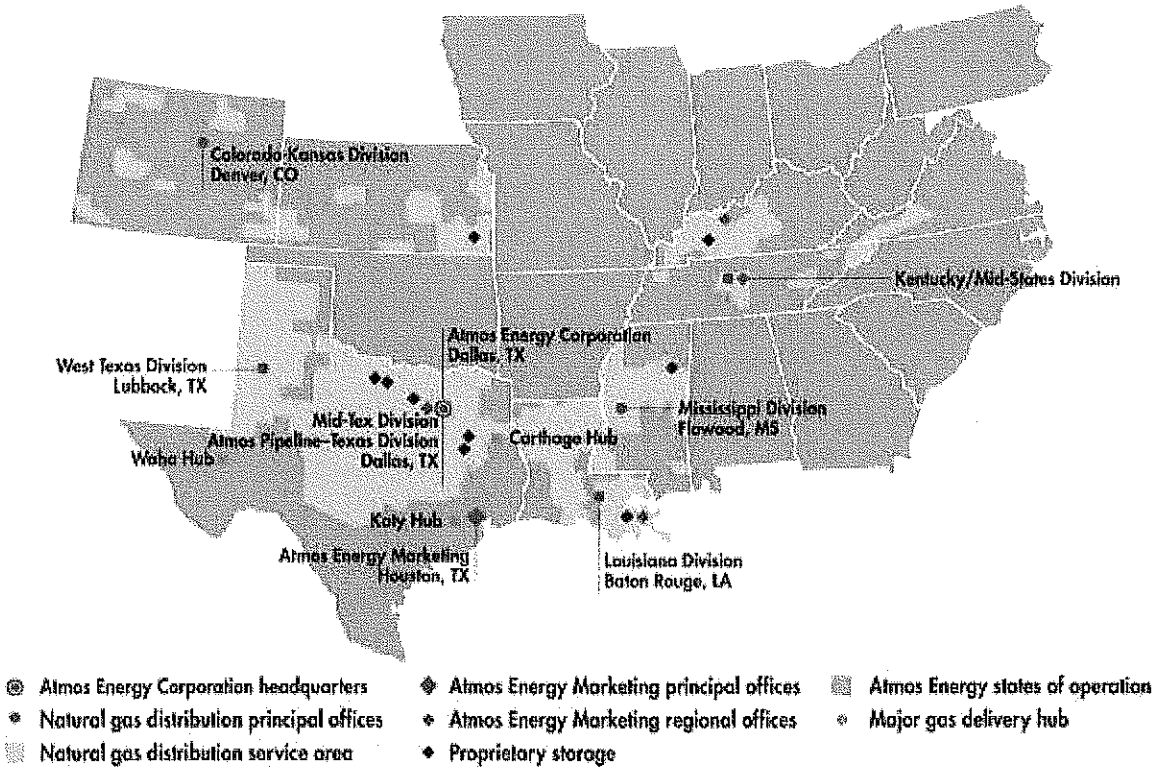 Colorado-Kansas Division
Denver, CO
Kentucky/Mid-States Division
Atmos Energy Corporation
Dallas, TX
West Texas Division
Lubbock, TX
Mid-Tex Division
Atmos Pipeline–Texas Division
Dallas, TX
Waha Hub
Carthage Hub
Mississippi Division
Flowood, MS
Katy Hub
Atmos Energy Marketing
Houston, TX
Louisiana Division
Baton Rouge, LA
Atmos Energy Corporation headquarters
Natural gas distribution principal offices
Natural gas distribution service area
Atmos Energy Marketing principal offices
Atmos Energy Marketing regional offices
Proprietary storage
Atmos Energy states of operation
Major gas delivery hub